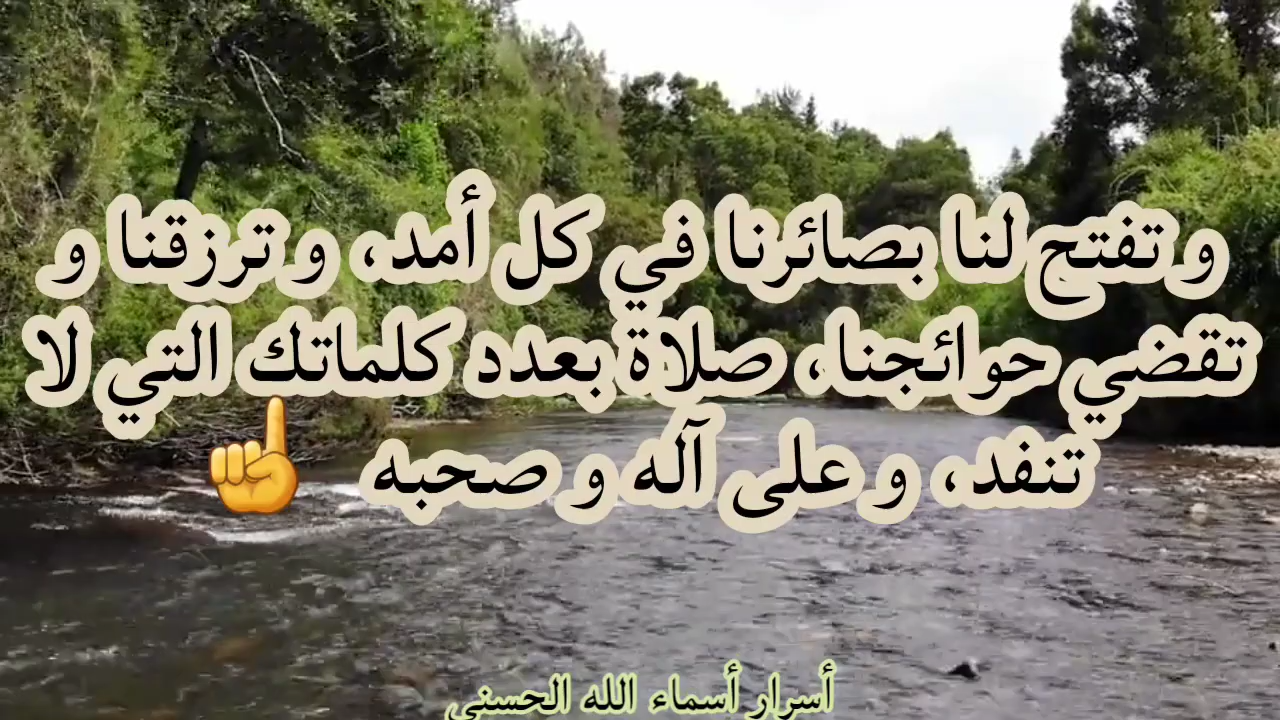 و تفتح لنا بصائرنا في كل أمد، و ترزقنا و
تقضي حوائجنا، صلاة بعدد كلماتك التي لا
تنفد، و على آله و صحبه ☝️
أسرار أسماء الله الحسنى